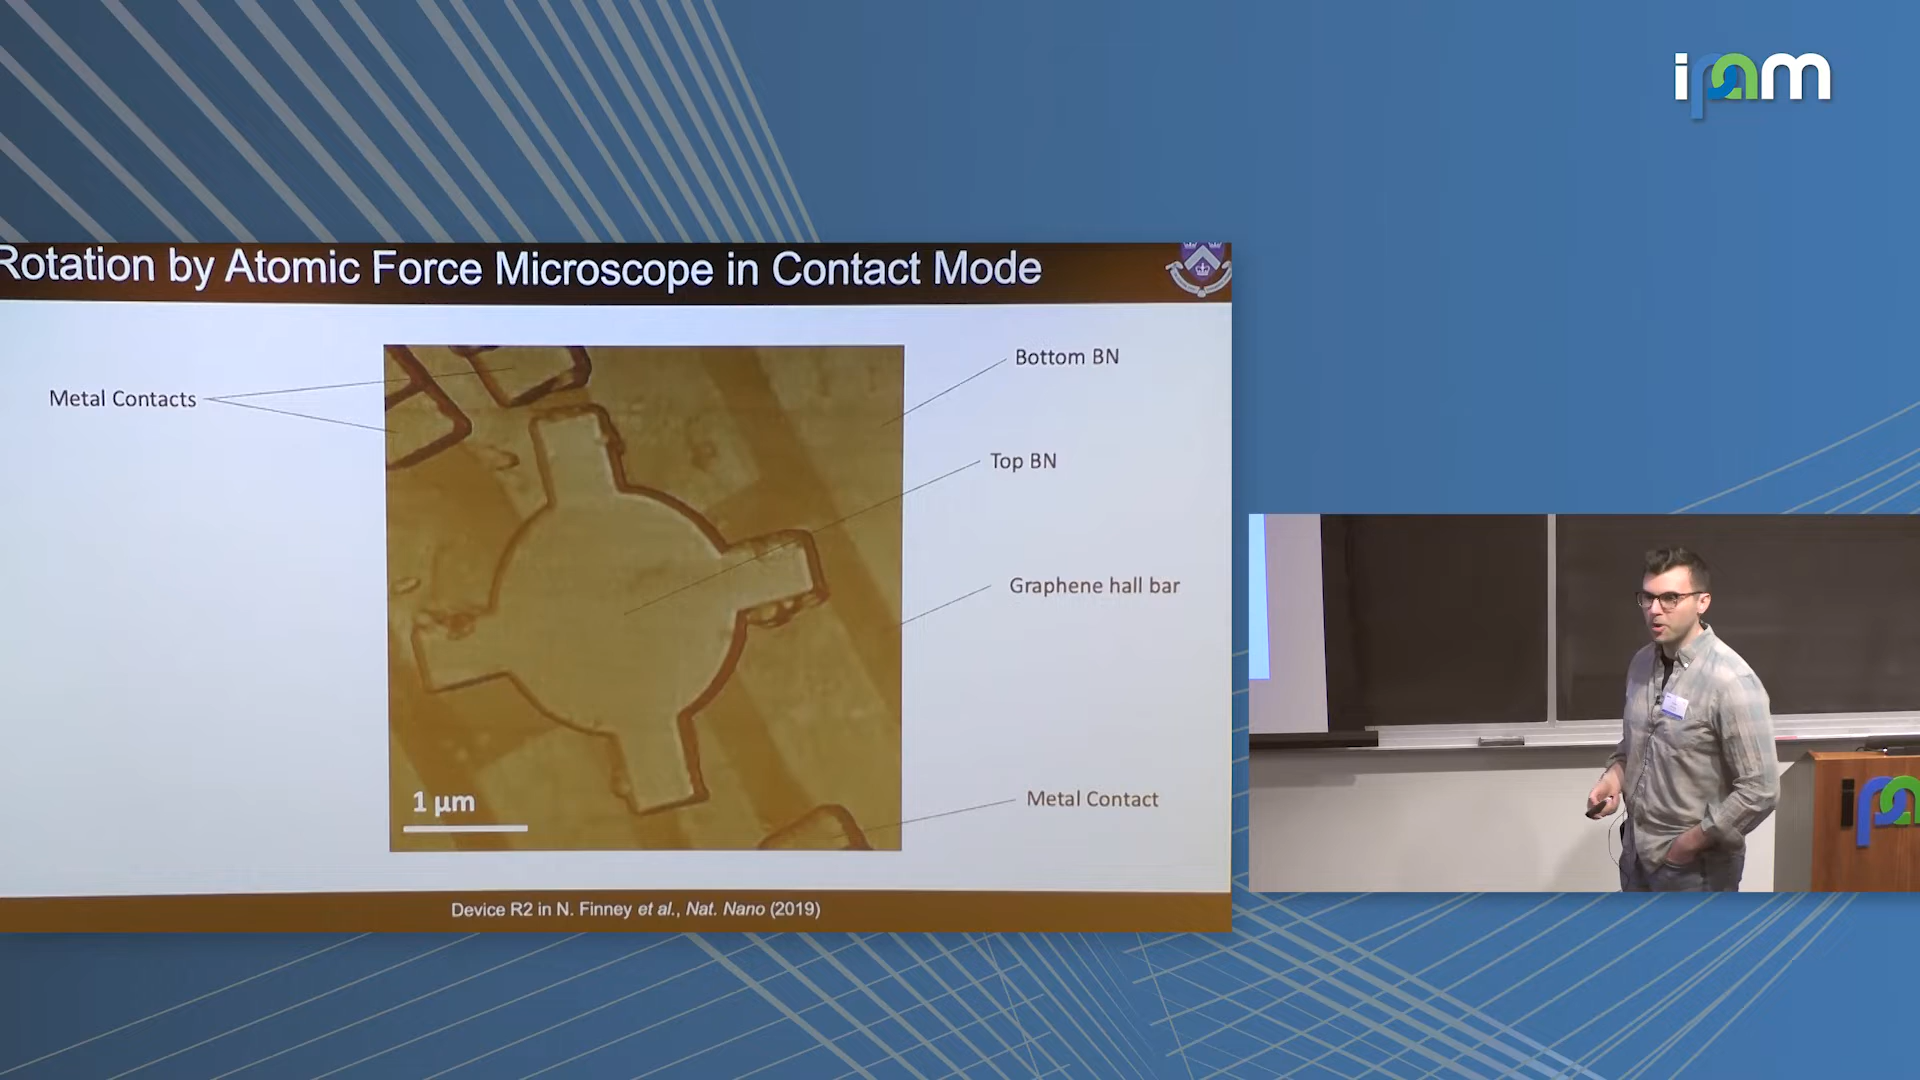 ipam
Rotation by Atomic Force Microscope in Contact Mode
Bottom BN
Metal Contacts
Top BN
Graphene hall bar
1 µm
Metal Contact
Device R2 in N. Finney et al., Nat. Nano (2019)